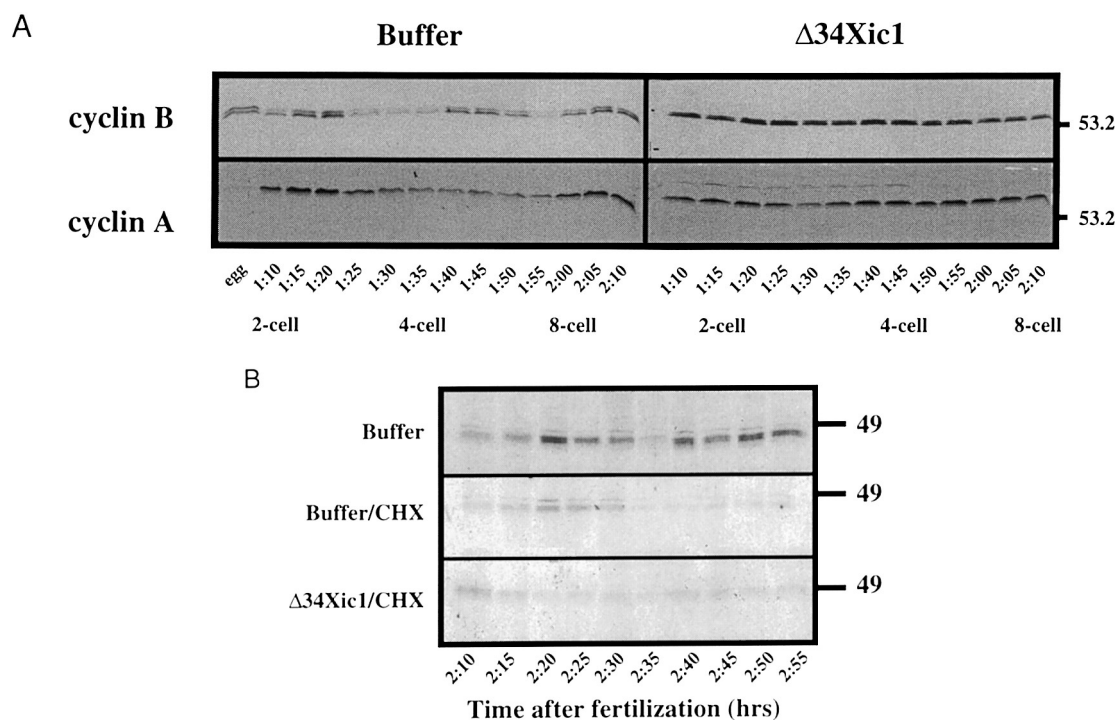 A
Buffer
Δ34Xic1
cyclin B
53.2
cyclin A
53.2
egg 1:10 1:15 1:20 1:25 1:30 1:35 1:40 1:45 1:50 1:55 2:00 2:05 2:10
1:10 1:15 1:20 1:25 1:30 1:35 1:40 1:45 1:50 1:55 2:00 2:05 2:10
2-cell 4-cell 8-cell
2-cell 4-cell 8-cell
B
Buffer
49
Buffer/CHX
49
Δ34Xic1/CHX
49
2:10 2:15 2:20 2:25 2:30 2:35 2:40 2:45 2:50 2:55
Time after fertilization (hrs)